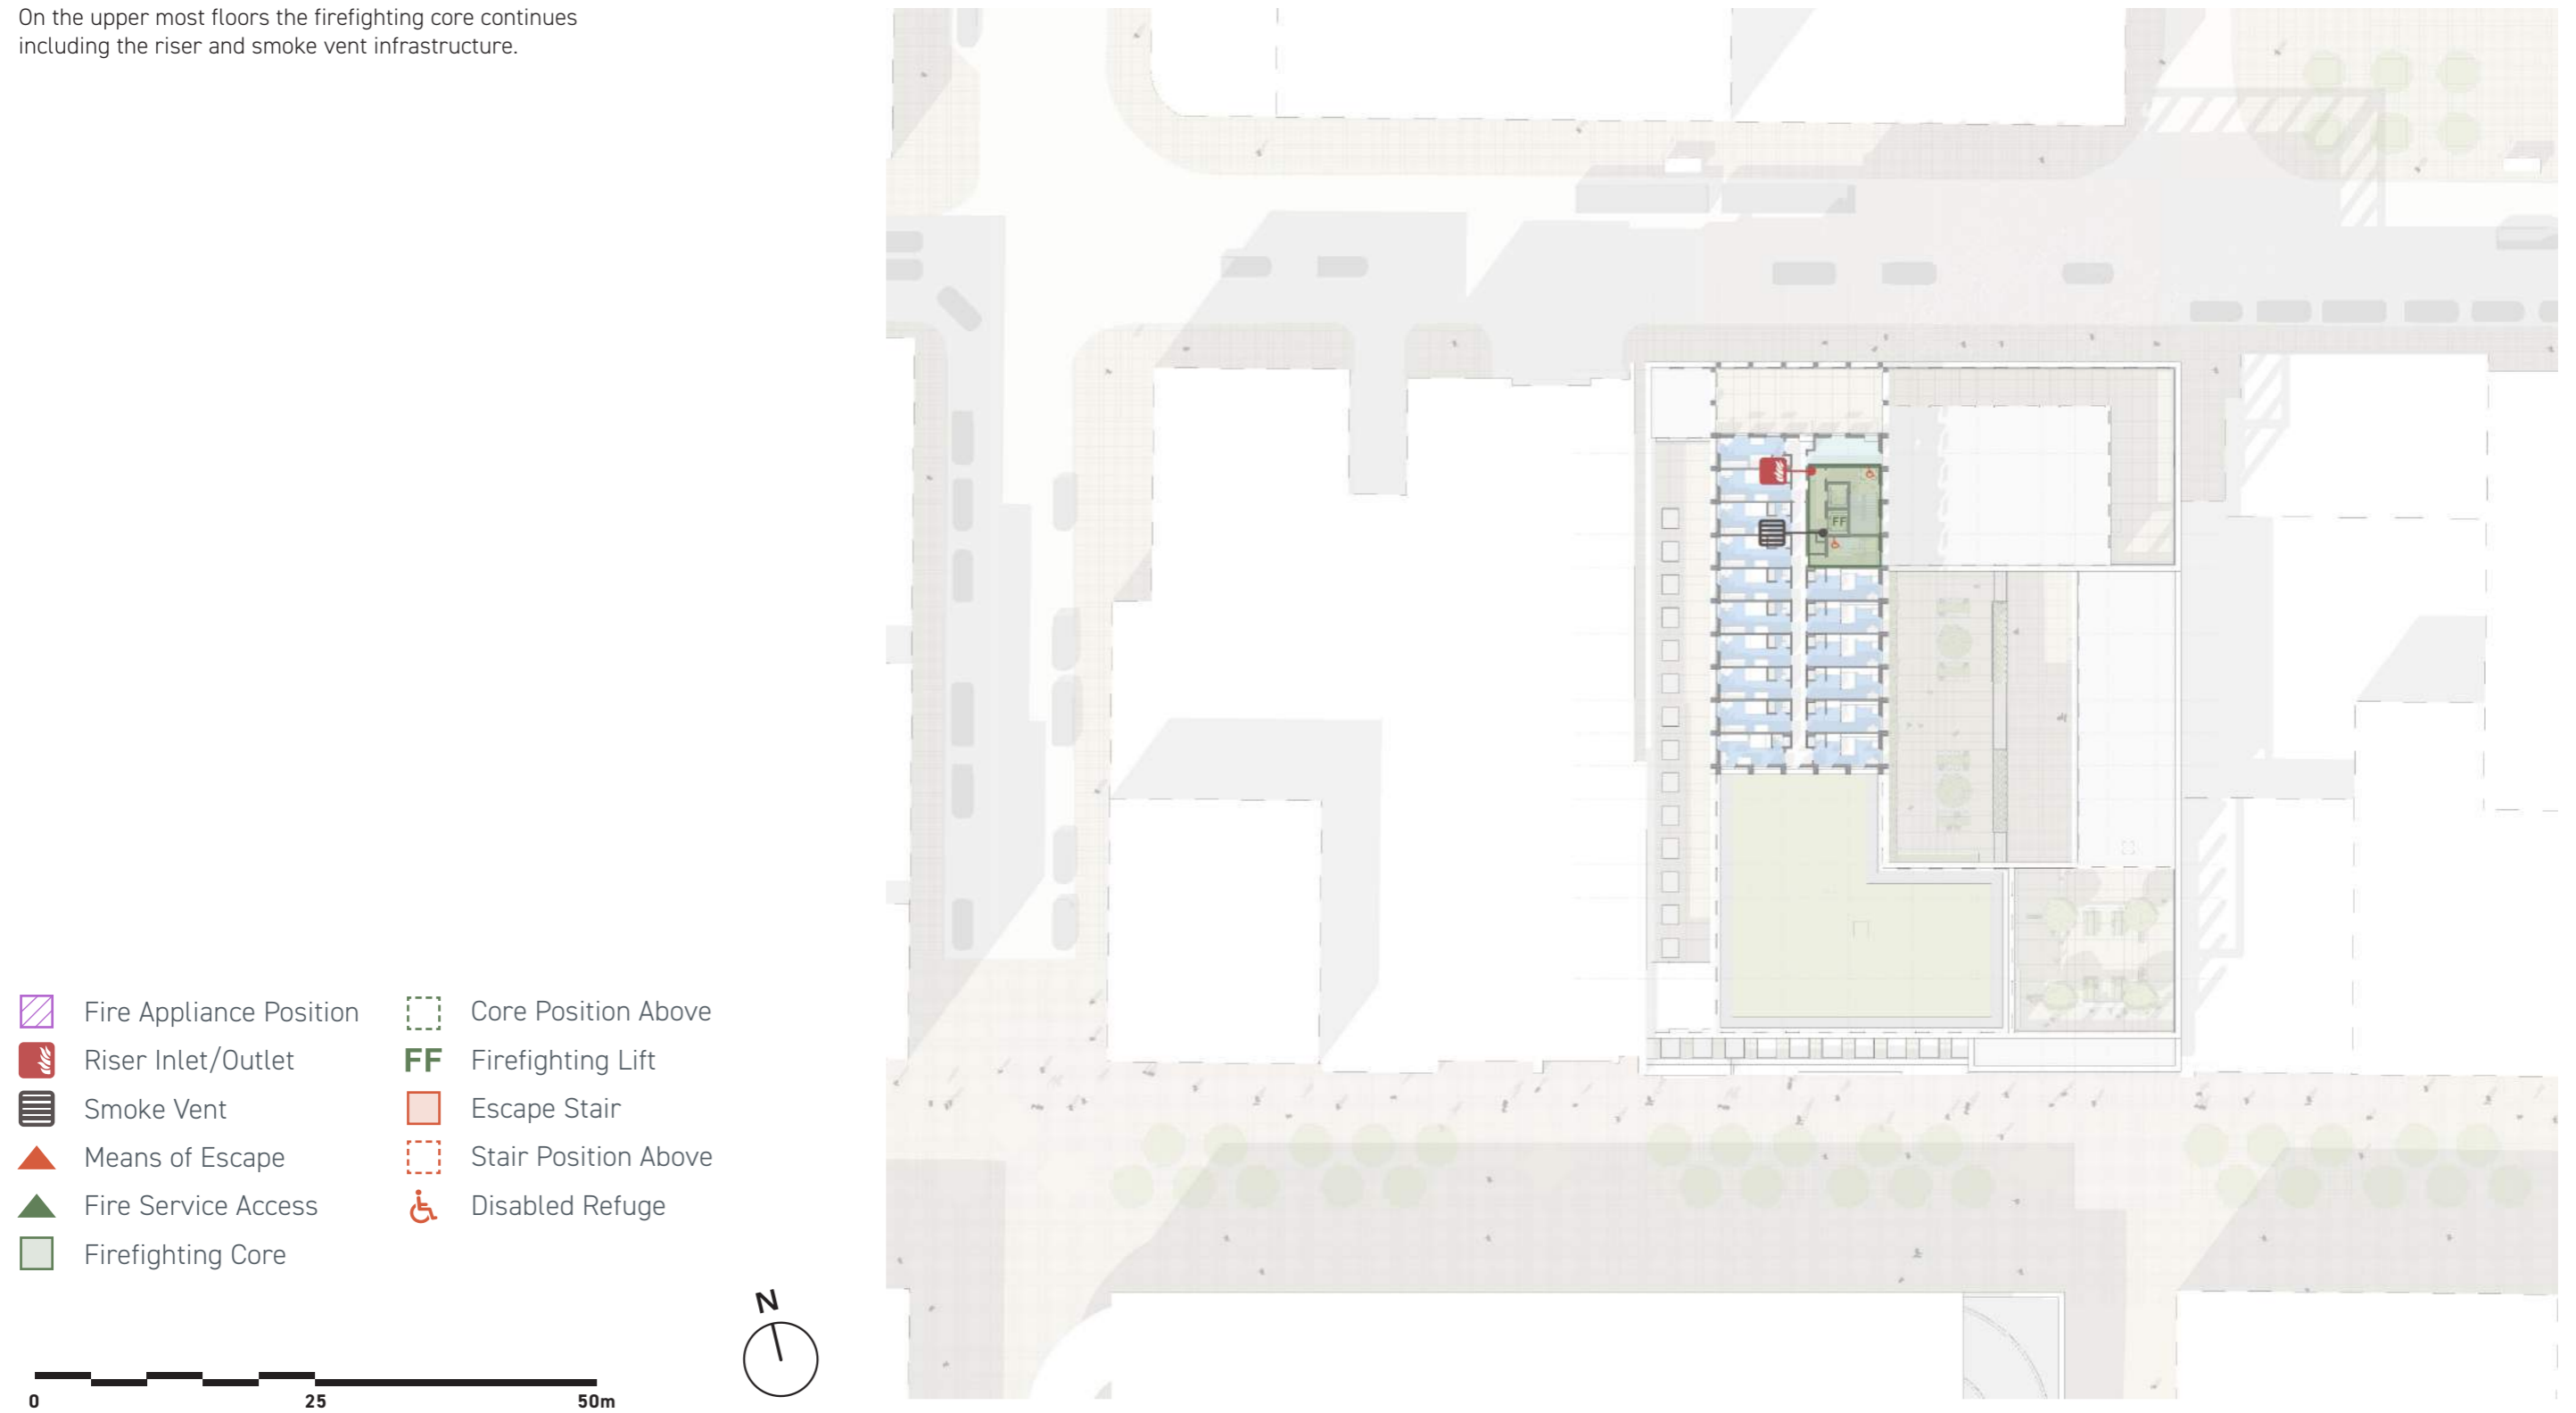 On the upper most floors the firefighting core continues
including the riser and smoke vent infrastructure.
FF
Fire Appliance Position
Riser Inlet/Outlet
Smoke Vent
Means of Escape
Fire Service Access
Firefighting Core
Core Position Above
FF Firefighting Lift
Escape Stair
Stair Position Above
Disabled Refuge
N
0 25 50m